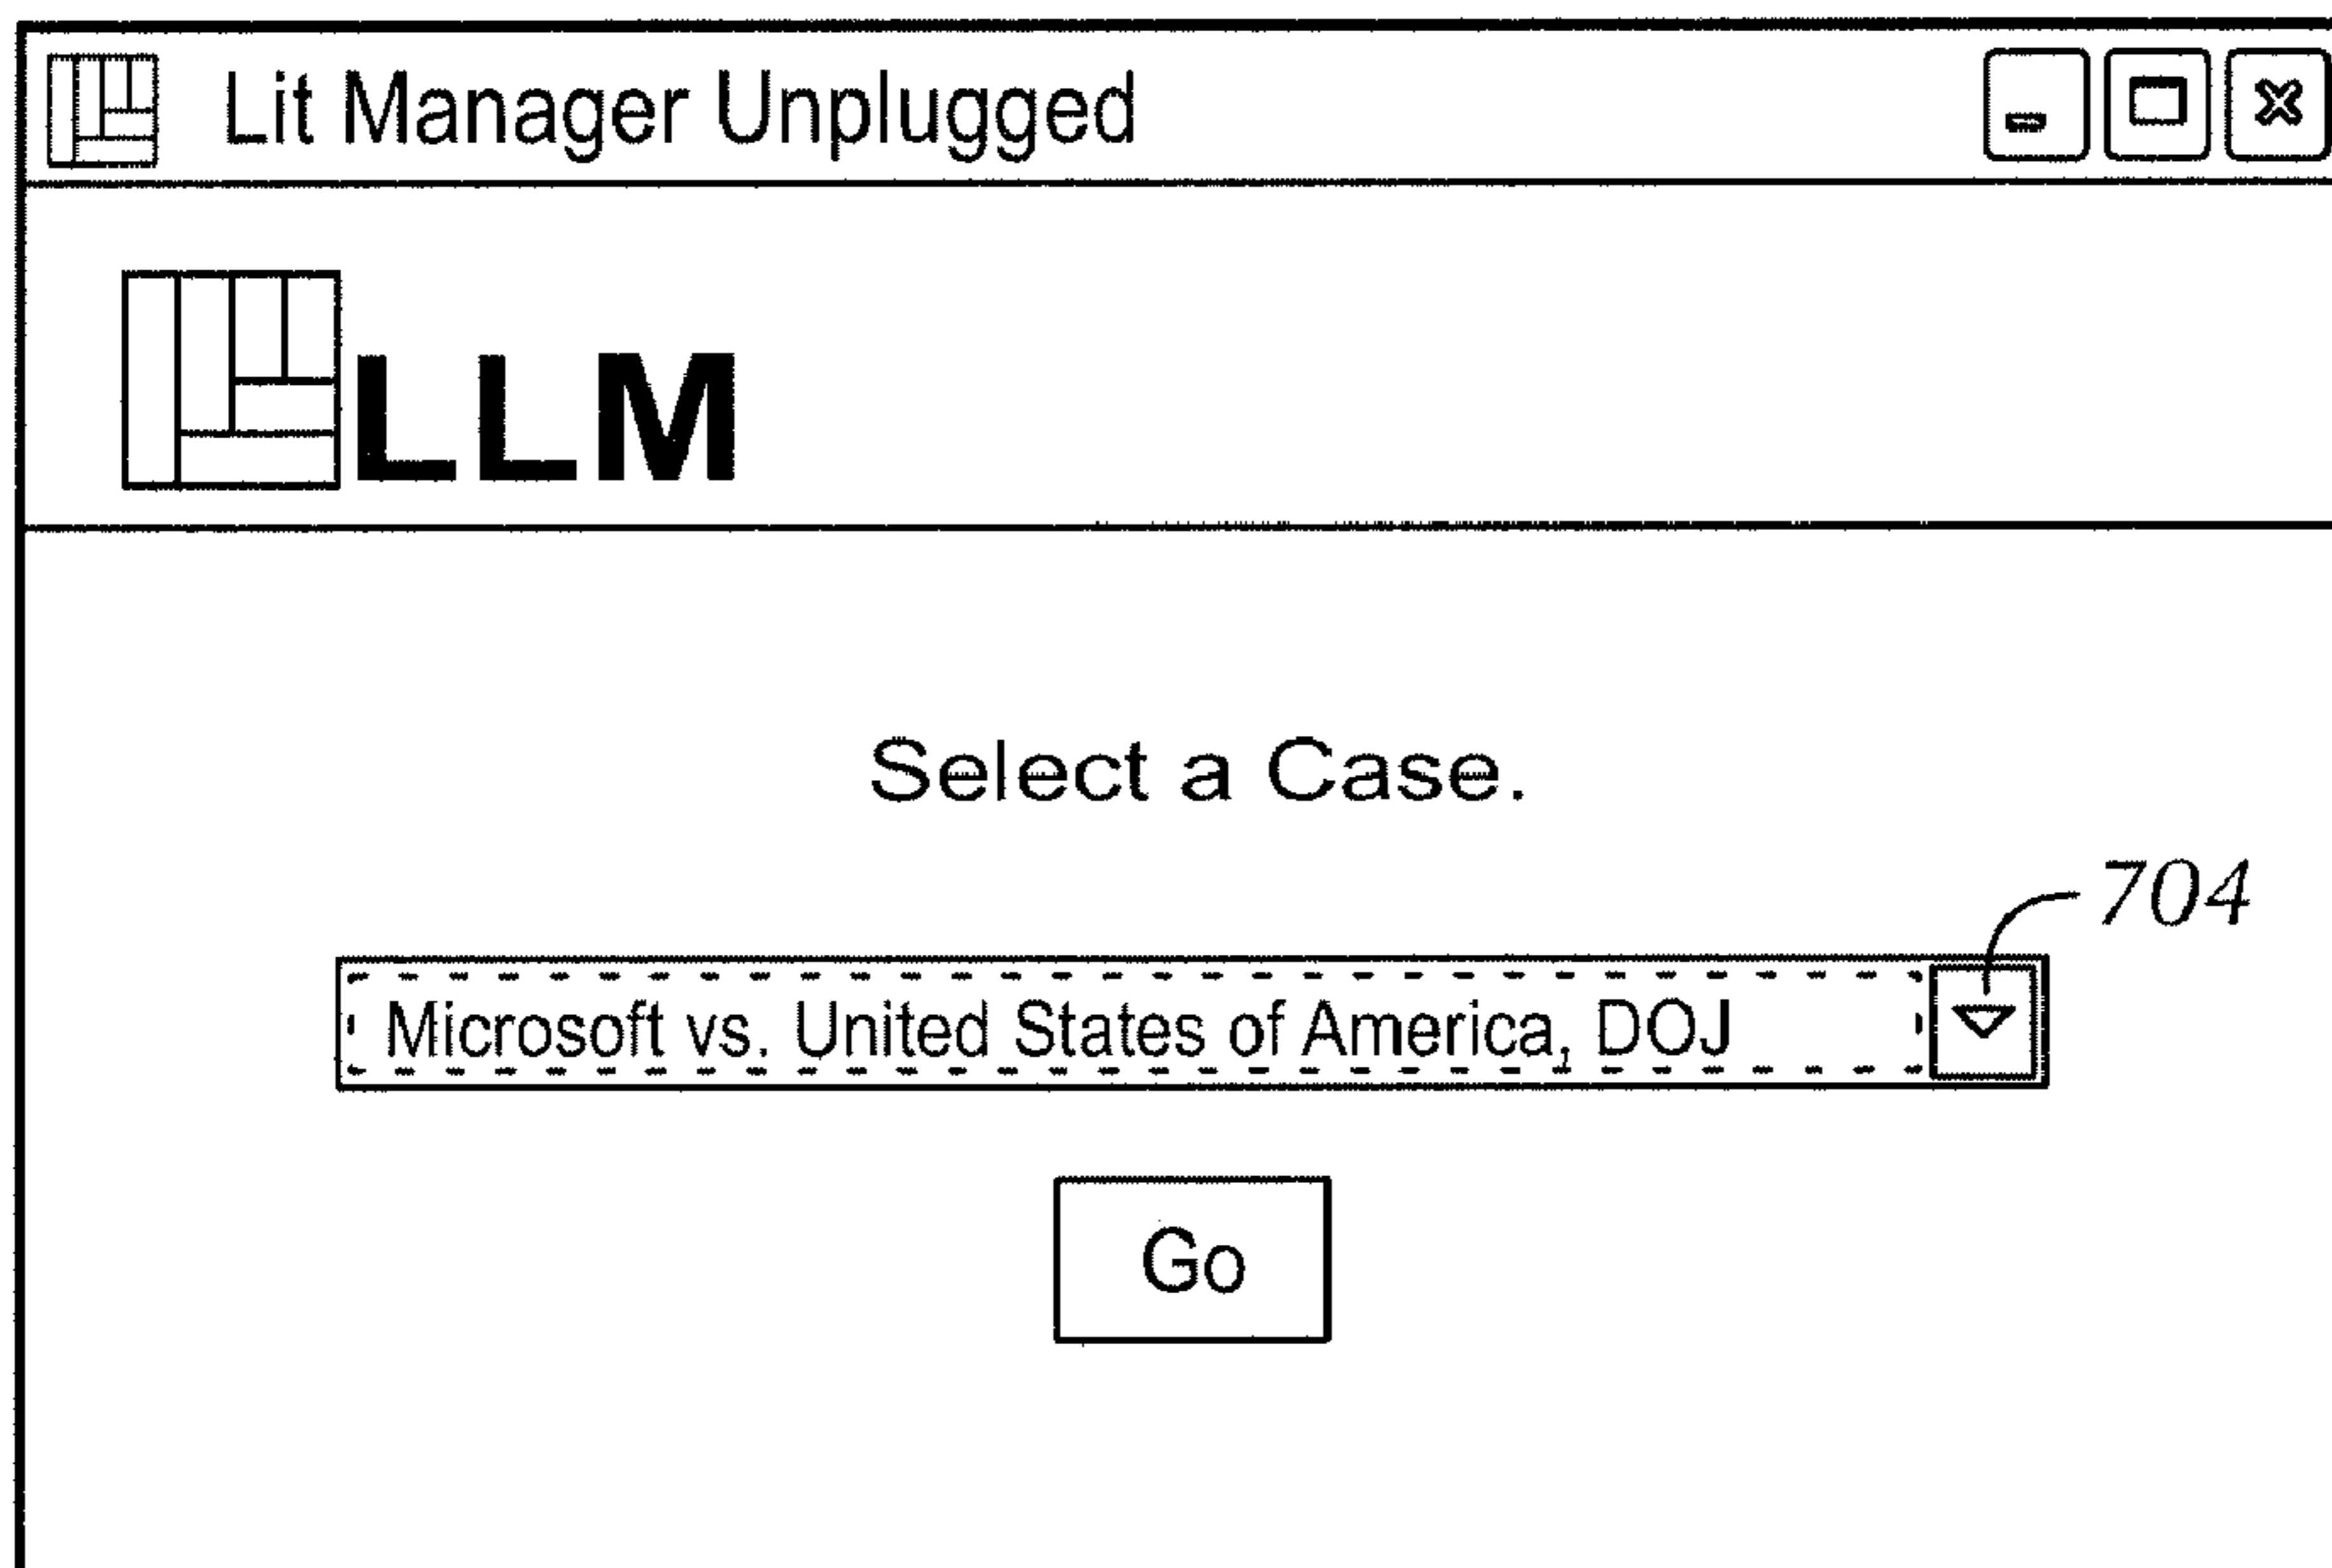 Lit Manager Unplugged
LLM
Select a Case.
704
Microsoft vs. United States of America, DOJ
Go